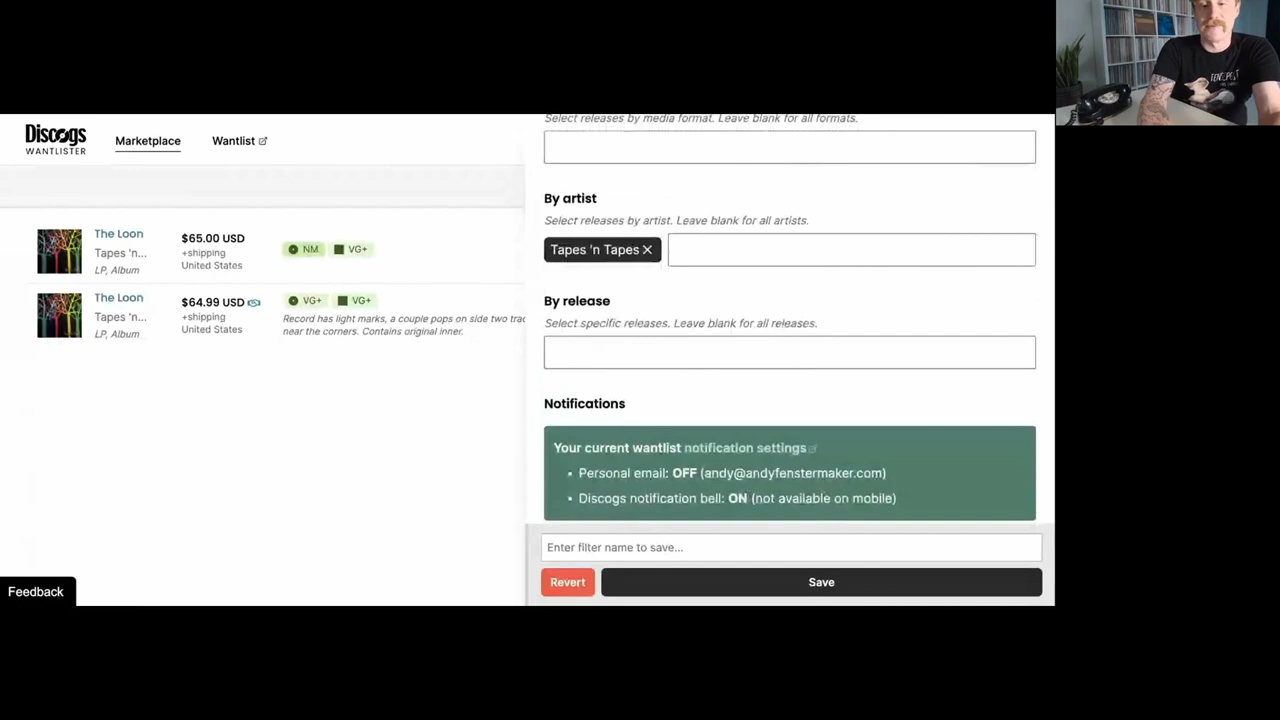 Discogs
WANTLISTER
Marketplace
Wantlist
The Loon
Tapes 'n...
LP, Album
$65.00 USD
+shipping
United States
NM
VG+
The Loon
Tapes 'n...
LP, Album
$64.99 USD
+shipping
United States
VG+
VG+
Record has light marks, a couple pops on side two
near the corners. Contains original inner.
Feedback
Select releases by media format. Leave blank for all formats.
By artist
Select releases by artist. Leave blank for all artists.
Tapes 'n Tapes
By release
Select specific releases. Leave blank for all releases.
Notifications
Your current wantlist notification settings
Personal email: OFF (andy@andyfenstermaker.com)
Discogs notification bell: ON (not available on mobile)
Enter filter name to save...
Revert
Save